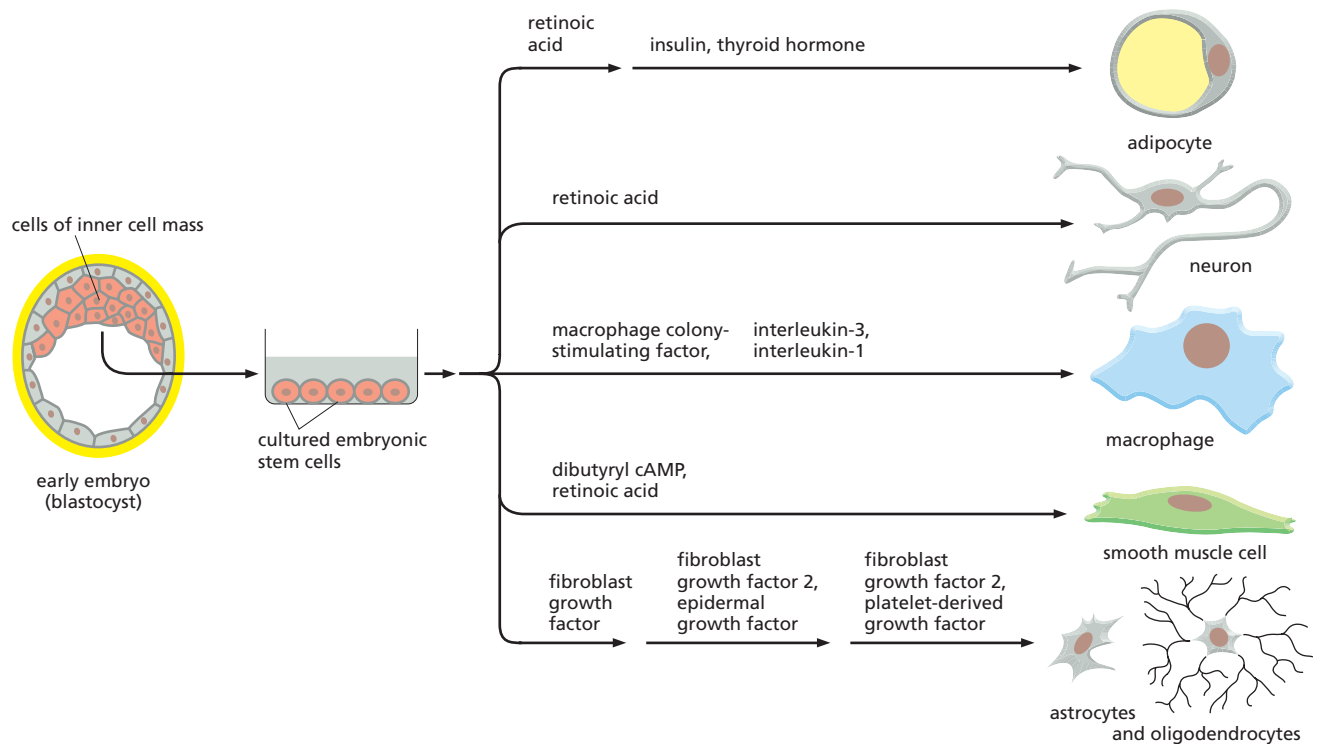 retinoic
acid
insulin, thyroid hormone
adipocyte
retinoic acid
neuron
cells of inner cell mass
early embryo
(blastocyst)
cultured embryonic
stem cells
macrophage colony-
stimulating factor,
interleukin-3,
interleukin-1
macrophage
dibutyryl cAMP,
retinoic acid
smooth muscle cell
fibroblast
growth
factor
fibroblast
growth factor 2,
epidermal
growth factor
fibroblast
growth factor 2,
platelet-derived
growth factor
astrocytes
and oligodendrocytes